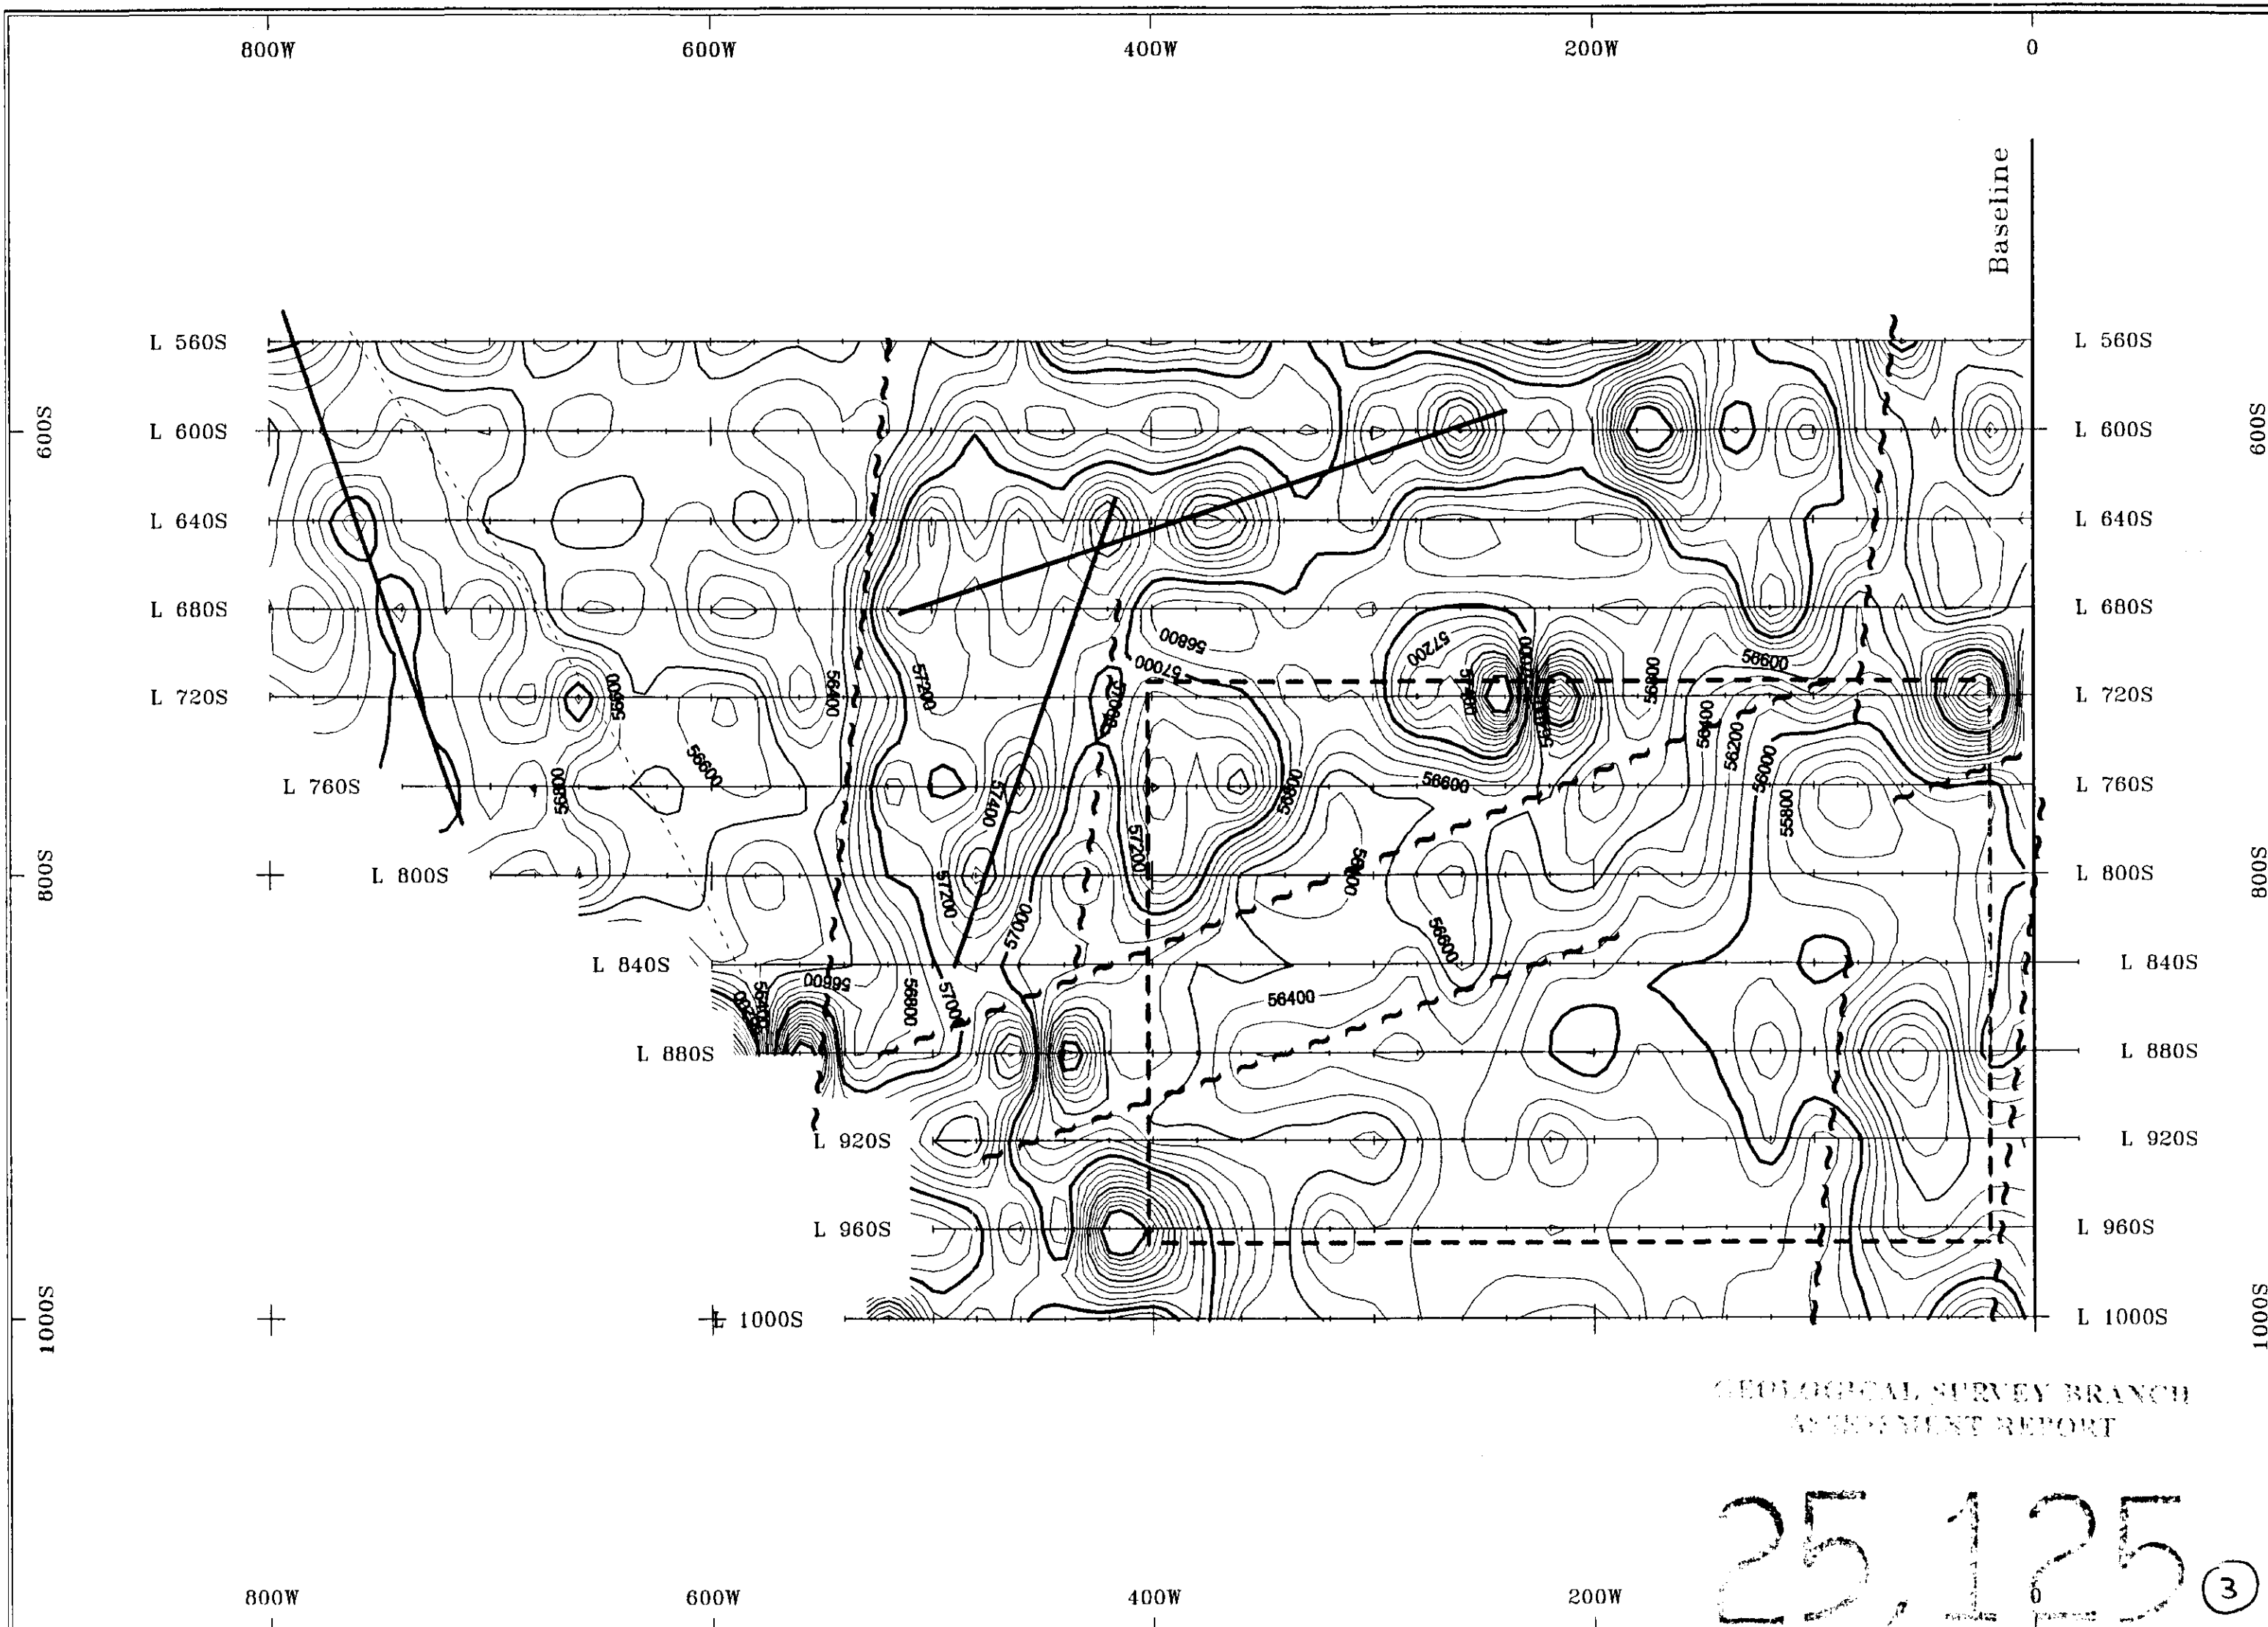 800W 600W 400W 200W 0
Baseline
L 560S L 560S
600S L 600S L 600S 600S
L 640S L 640S
L 680S L 680S
56800
57200
57000
56600
L 720S 56600 56400 57200 57000 57400 56800 L 720S
56400
56200
56000
56600
L 760S 56800 57400 56800 56600 55800 L 760S
57200
800S L 800S L 800S 800S
57200
57000
56600
L 840S L 840S
56600
56400
56800
57000
56400
L 880S L 880S
L 920S L 920S
L 960S L 960S
1000S L 1000S L 1000S 1000S
GEOLOGICAL SURVEY BRANCH
ASSESSMENT REPORT
25,125
3
800W 600W 400W 200W 0